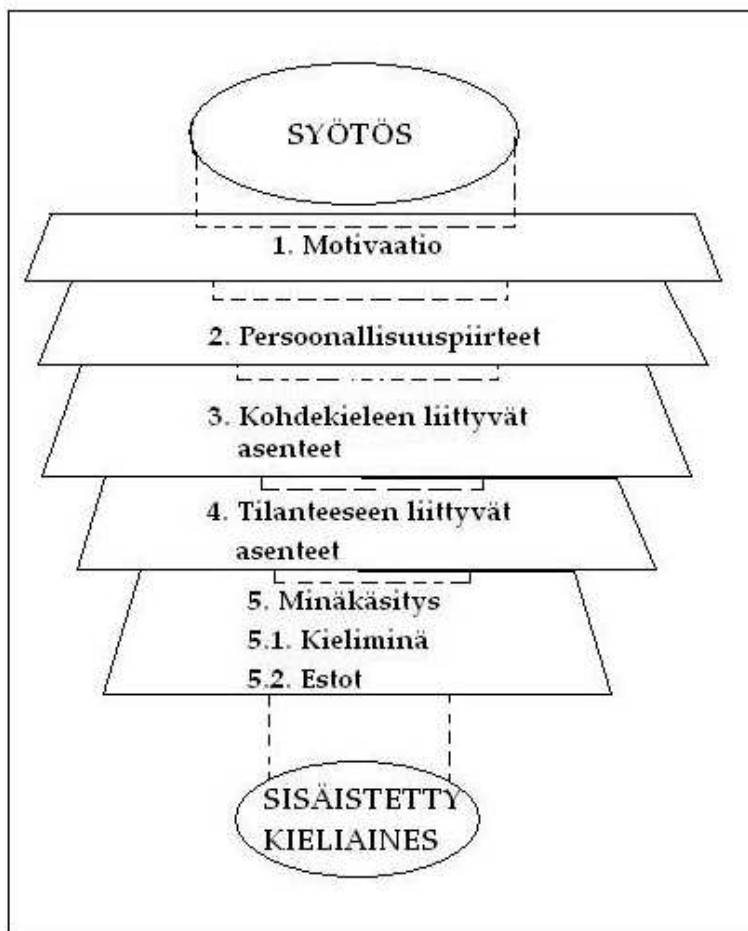 SYÖTÖS
1. Motivaatio
2. Persoonallisuuspiirteet
3. Kohdekieleen liittyvät
asenteet
4. Tilanteeseen liittyvät
asenteet
5. Minäkäsitys
5.1. Kieliminä
5.2. Estot
SISÄISTETTY
KIELIAINES